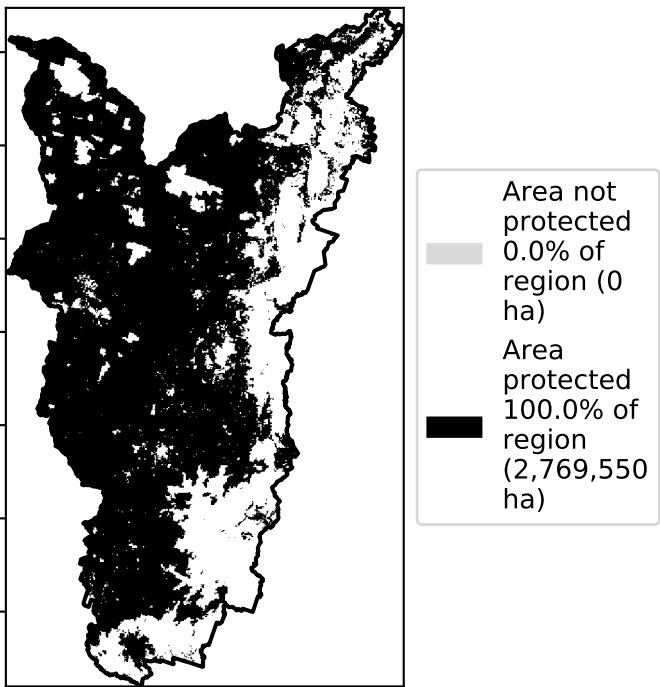 Area not
protected
0.0% of
region (0
ha)
Area
protected
100.0% of
region
(2,769,550
ha)